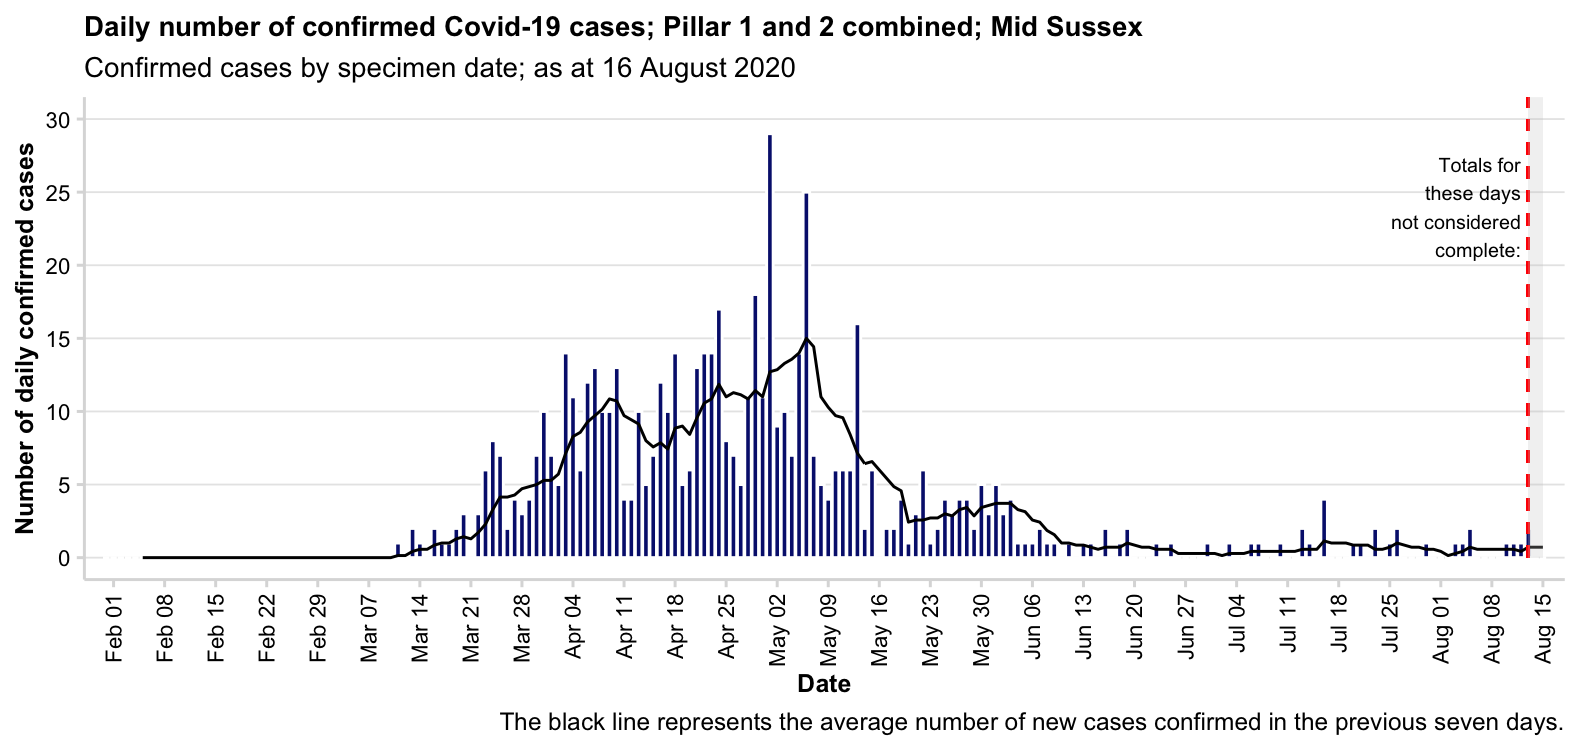 Daily number of confirmed Covid-19 cases; Pillar 1 and 2 combined; Mid Sussex
Confirmed cases by specimen date; as at 16 August 2020
Number of daily confirmed cases
30
25
20
15
10
5
0
Totals for
these days
not considered
complete:
Feb 01
Feb 08
Feb 15
Feb 22
Feb 29
Mar 07
Mar 14
Mar 21
Mar 28
Apr 04
Apr 11
Apr 18
Apr 25
May 02
May 09
May 16
May 23
May 30
Jun 06
Jun 13
Jun 20
Jun 27
Jul 04
Jul 11
Jul 18
Jul 25
Aug 01
Aug 08
Aug 15
Date
The black line represents the average number of new cases confirmed in the previous seven days.